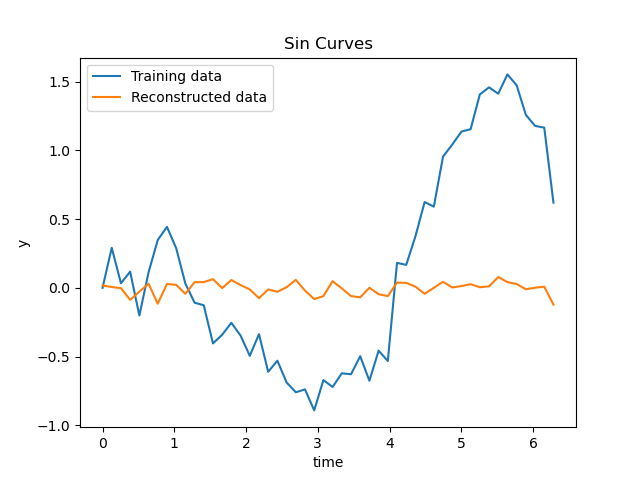 Sin Curves
Training data
Reconstructed data
y
1.5
1.0
0.5
0.0
−0.5
−1.0
0 1 2 3 4 5 6
time